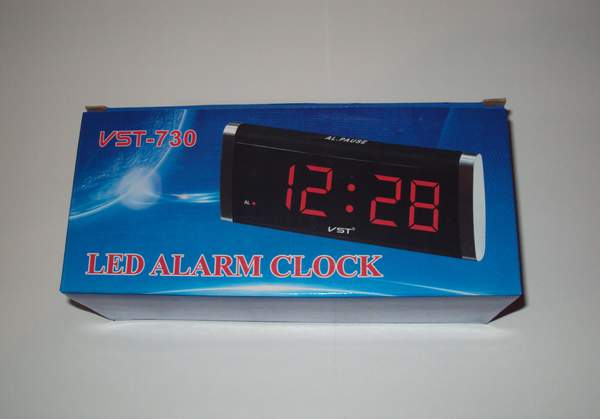 VST-730
AL.PAUSE
12:28
AL
VST
LED ALARM CLOCK